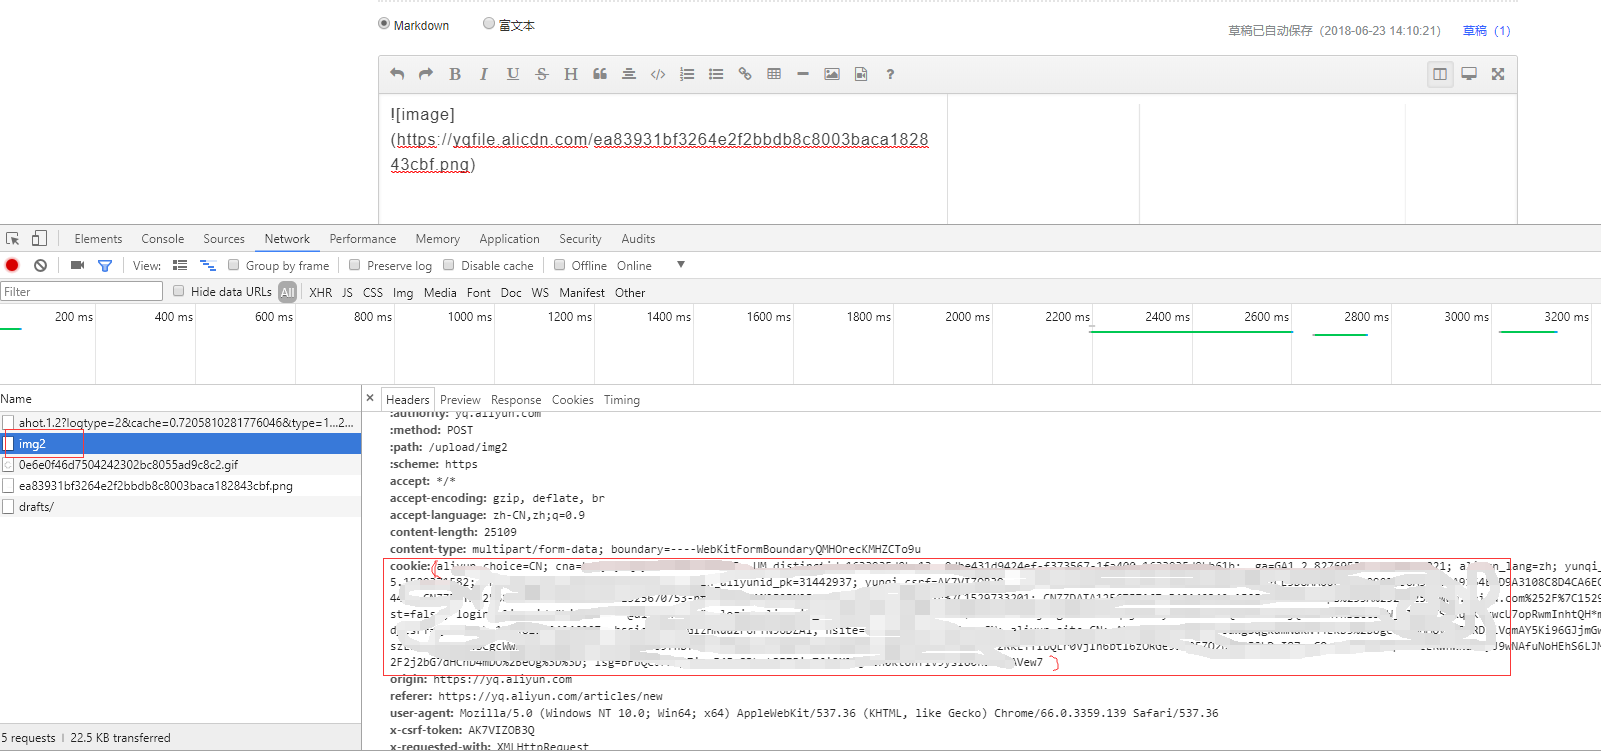 Markdown 富文本 草稿已自动保存 (2018-06-23 14:10:21) 草稿 (1)
B I U S H “ </> ?
![image]
(https://yqfile.alicdn.com/ea83931bf3264e2f2bbdb8c8003baca1828
43cbf.png)
Elements Console Sources Network Performance Memory Application Security Audits
View: Group by frame Preserve log Disable cache Offline Online
Filter Hide data URLs All XHR JS CSS Img Media Font Doc WS Manifest Other
200 ms 400 ms 600 ms 800 ms 1000 ms 1200 ms 1400 ms 1600 ms 1800 ms 2000 ms 2200 ms 2400 ms 2600 ms 2800 ms 3000 ms 3200 ms
Name
ahot.1.2?logtype=2&cache=0.7205810281776046&type=1...2...
img2
0e6e0f46d7504242302bc8055ad9c8c2.gif
ea83931bf3264e2f2bbdb8c8003baca182843cbf.png
drafts/
5 requests | 22.5 KB transferred
× Headers Preview Response Cookies Timing
:authority: yq.aliyun.com
:method: POST
:path: /upload/img2
:scheme: https
accept: */*
accept-encoding: gzip, deflate, br
accept-language: zh-CN,zh;q=0.9
content-length: 25109
content-type: multipart/form-data; boundary=----WebKitFormBoundaryQMHOrecKMHZCTo9u
cookie: aliyun_choice=CN; cna=
origin: https://yq.aliyun.com
referer: https://yq.aliyun.com/articles/new
user-agent: Mozilla/5.0 (Windows NT 10.0; Win64; x64) AppleWebKit/537.36 (KHTML, like Gecko) Chrome/66.0.3359.139 Safari/537.36
x-csrf-token: AK7VIZOB3Q
x-requested-with: XMLHttpRequest